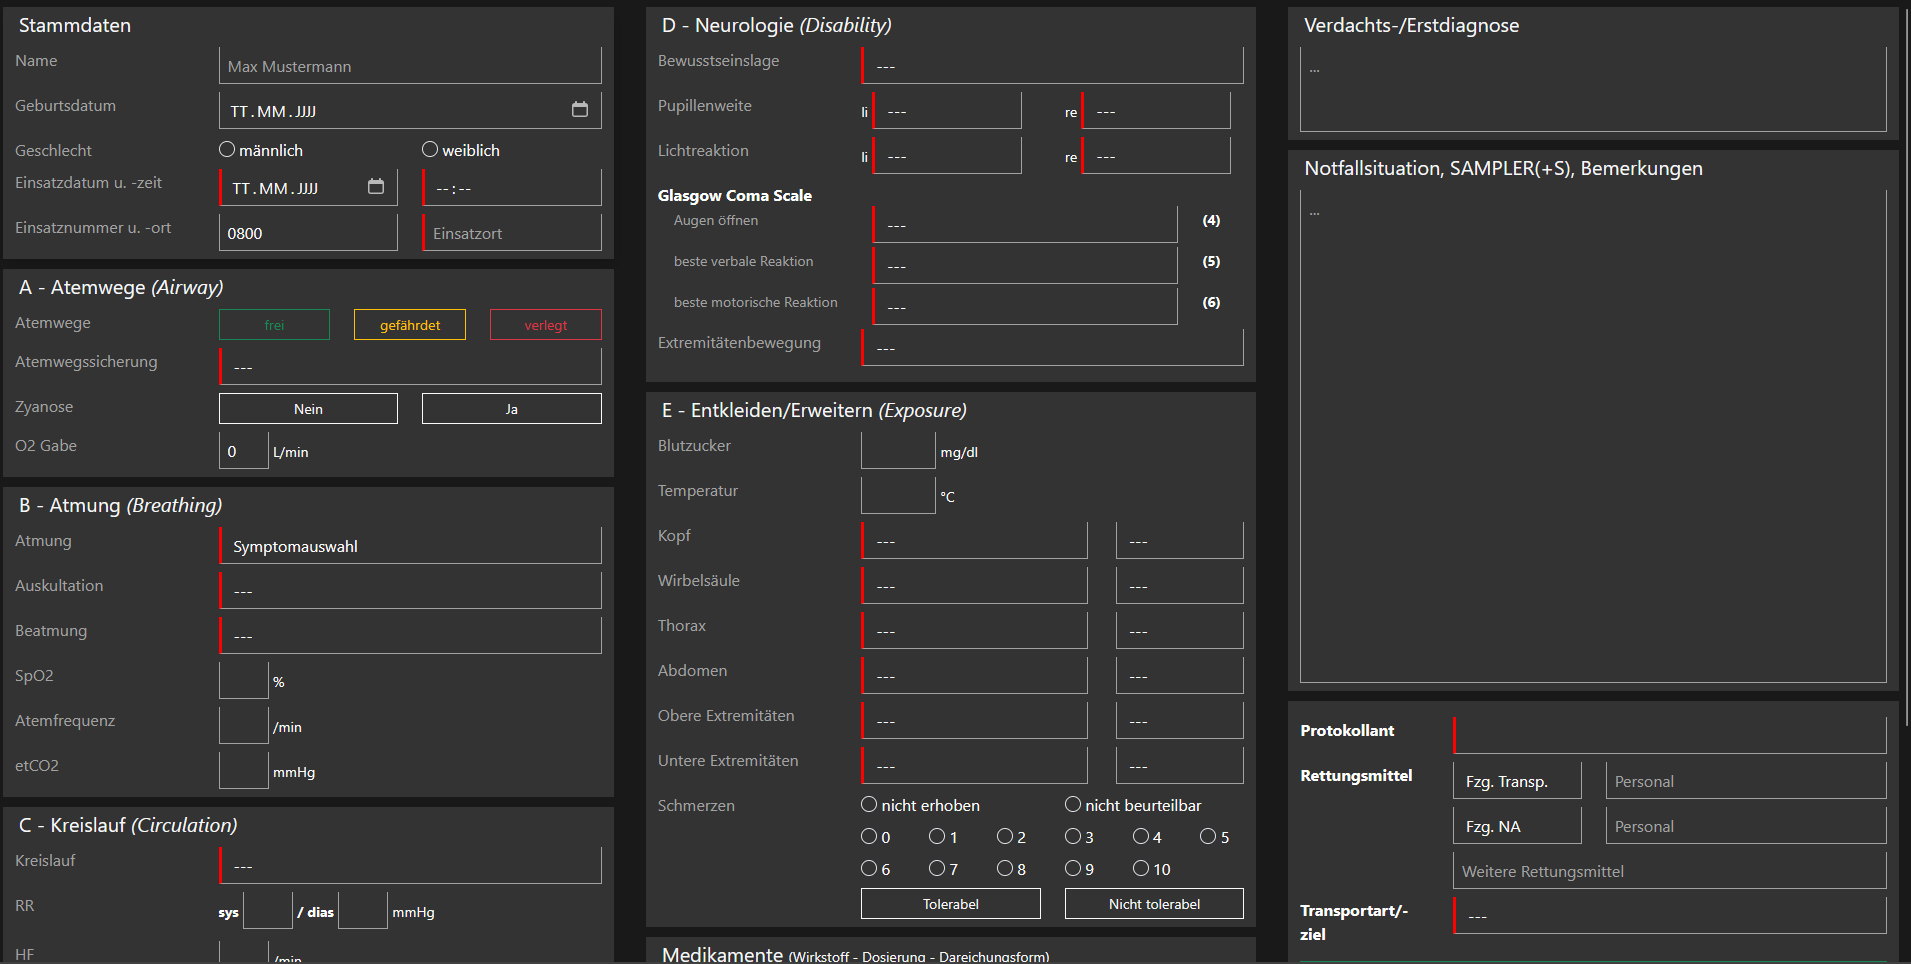 Stammdaten
Name
Max Mustermann
Geburtsdatum
TT.MM.JJJJ
Geschlecht
männlich
weiblich
Einsatzdatum u. -zeit
TT.MM.JJJJ
--:--
Einsatznummer u. -ort
0800
Einsatzort
A - Atemwege (Airway)
Atemwege
frei
gefährdet
verlegt
Atemwegssicherung
---
Zyanose
Nein
Ja
O2 Gabe
0 L/min
B - Atmung (Breathing)
Atmung
Symptomauswahl
Auskultation
---
Beatmung
---
SpO2
%
Atemfrequenz
/min
etCO2
mmHg
C - Kreislauf (Circulation)
Kreislauf
---
RR
sys / dias mmHg
HF
/min
D - Neurologie (Disability)
Bewusstseinslage
---
Pupillenweite
li --- re ---
Lichtreaktion
li --- re ---
Glasgow Coma Scale
Augen öffnen
--- (4)
beste verbale Reaktion
--- (5)
beste motorische Reaktion
--- (6)
Extremitätenbewegung
---
E - Entkleiden/Erweitern (Exposure)
Blutzucker
mg/dl
Temperatur
°C
Kopf
--- ---
Wirbelsäule
--- ---
Thorax
--- ---
Abdomen
--- ---
Obere Extremitäten
--- ---
Untere Extremitäten
--- ---
Schmerzen
nicht erhoben
nicht beurteilbar
0 1 2 3 4 5
6 7 8 9 10
Tolerabel
Nicht tolerabel
Medikamente (Wirkstoff - Dosierung - Dareichungsform)
Verdachts-/Erstdiagnose
...
Notfallsituation, SAMPLER(+S), Bemerkungen
...
Protokollant
Rettungsmittel
Fzg. Transp.
Personal
Fzg. NA
Personal
Weitere Rettungsmittel
Transportart/-
ziel
---